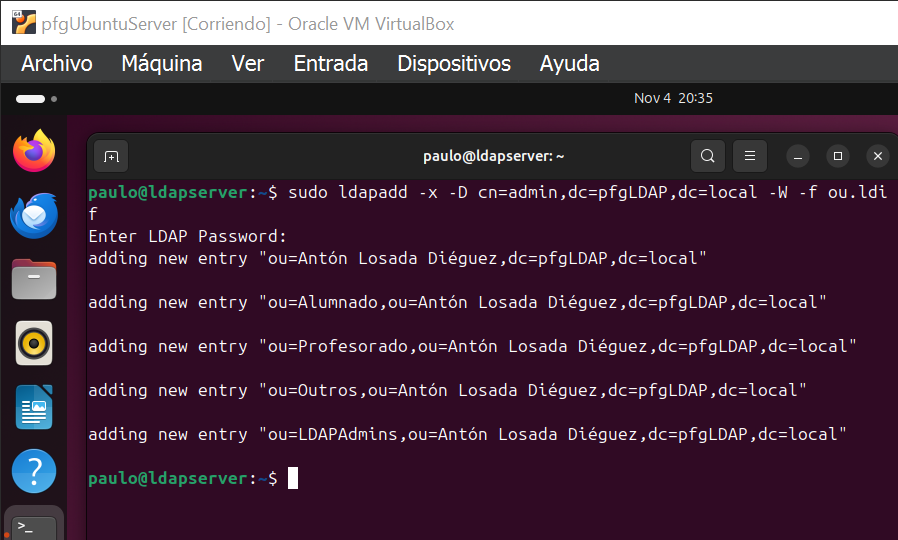 pfgUbuntuServer [Corriendo] - Oracle VM VirtualBox
Archivo Máquina Ver Entrada Dispositivos Ayuda
Nov 4 20:35
paulo@ldapserver: ~
paulo@ldapserver:~$ sudo ldapadd -x -D cn=admin,dc=pfgLDAP,dc=local -W -f ou.ldi
f
Enter LDAP Password:
adding new entry "ou=Antón Losada Diéguez,dc=pfgLDAP,dc=local"
adding new entry "ou=Alumnado,ou=Antón Losada Diéguez,dc=pfgLDAP,dc=local"
adding new entry "ou=Profesorado,ou=Antón Losada Diéguez,dc=pfgLDAP,dc=local"
adding new entry "ou=Outros,ou=Antón Losada Diéguez,dc=pfgLDAP,dc=local"
adding new entry "ou=LDAPAdmins,ou=Antón Losada Diéguez,dc=pfgLDAP,dc=local"
paulo@ldapserver:~$